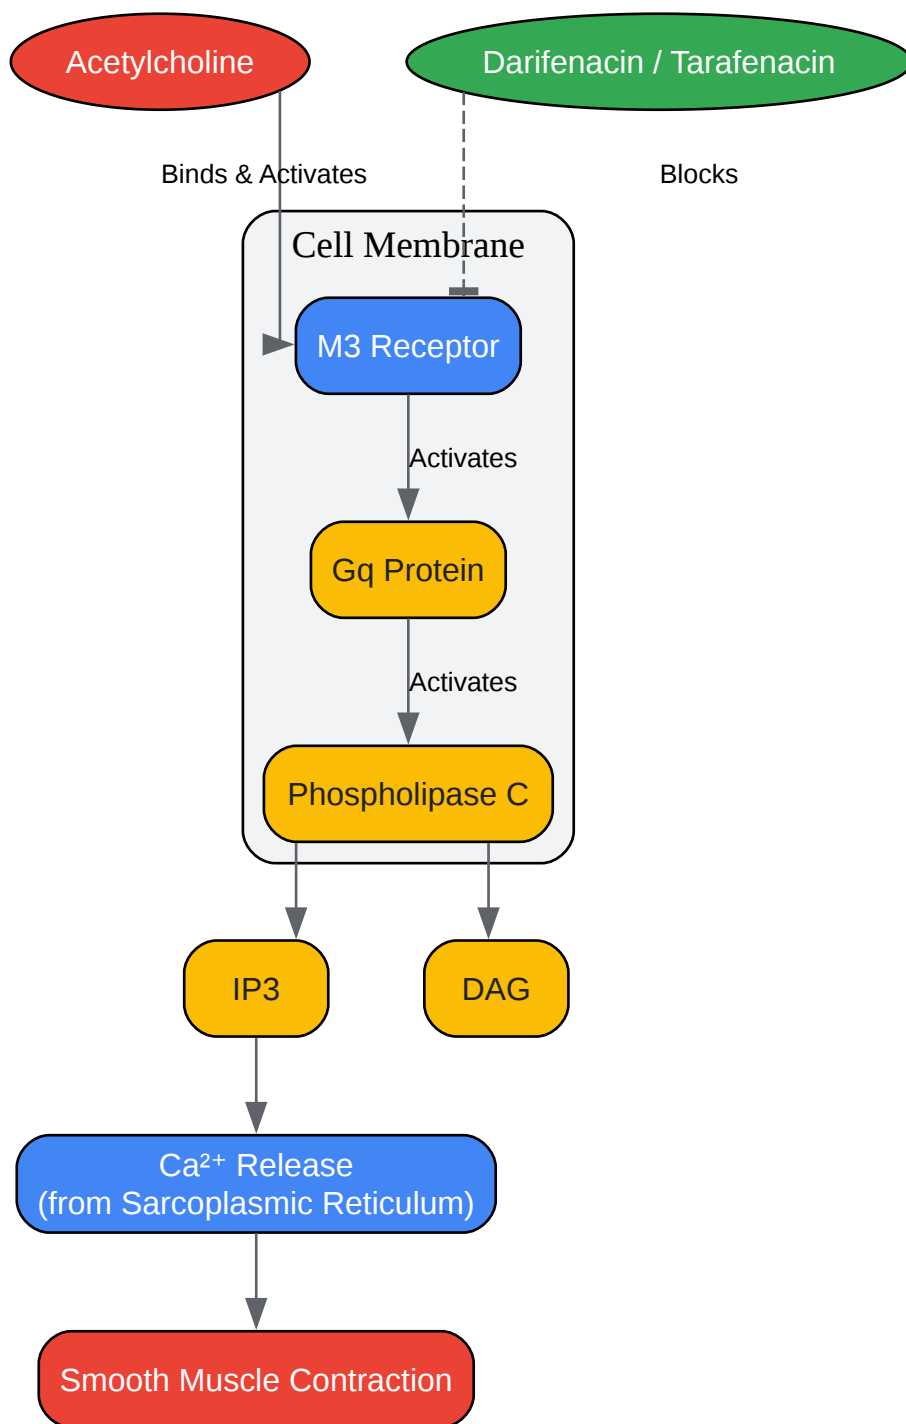 Acetylcholine
Darifenacin / Tarafenacin
Binds & Activates
Blocks
Cell Membrane
M3 Receptor
Activates
Gq Protein
Activates
Phospholipase C
IP3
DAG
Ca²⁺ Release
(from Sarcoplasmic Reticulum)
Smooth Muscle Contraction